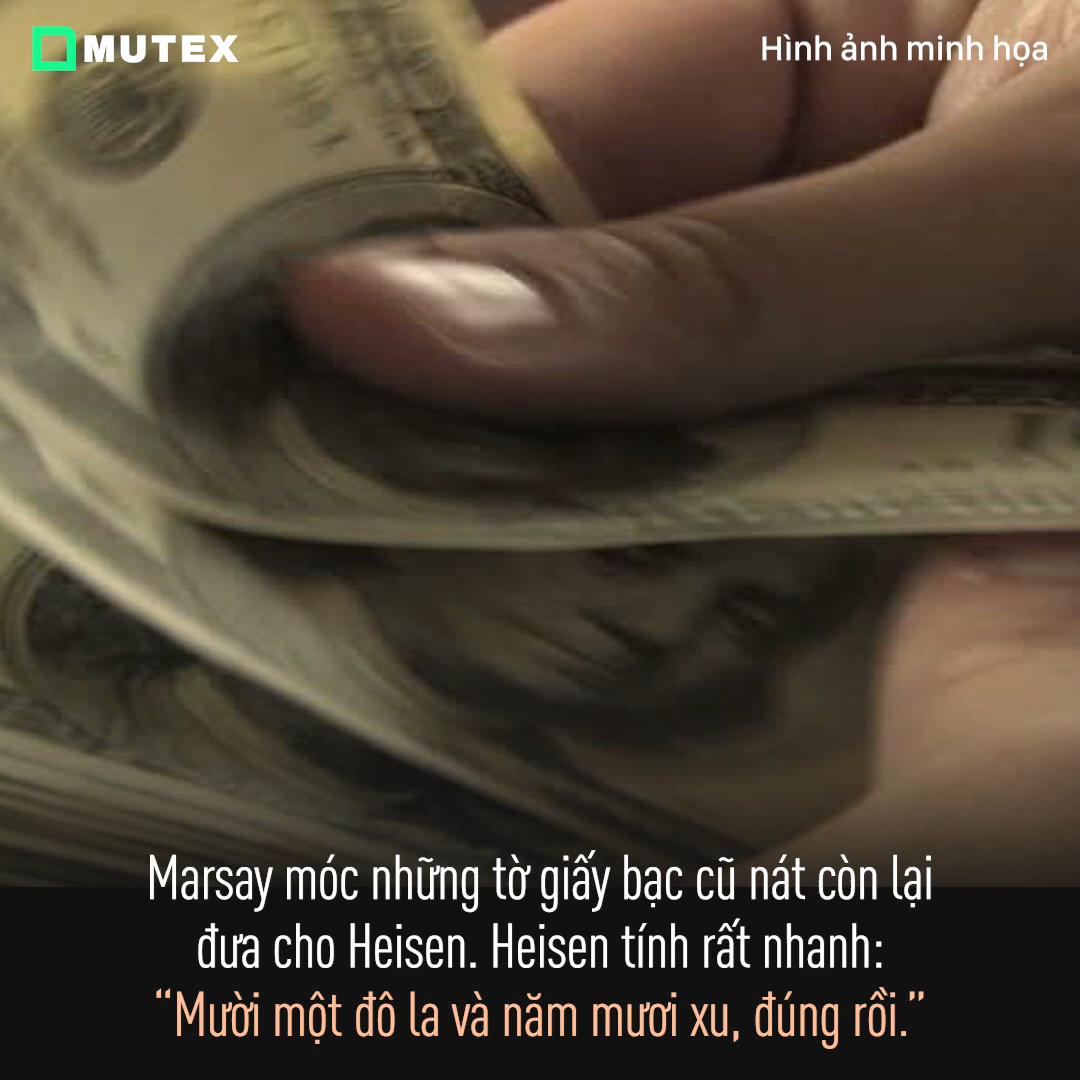 MUTEX
Hình ảnh minh họa
Marsay móc những tờ giấy bạc cũ nát còn lại
đưa cho Heisen. Heisen tính rất nhanh:
“Mười một đô la và năm mươi xu, đúng rồi.”